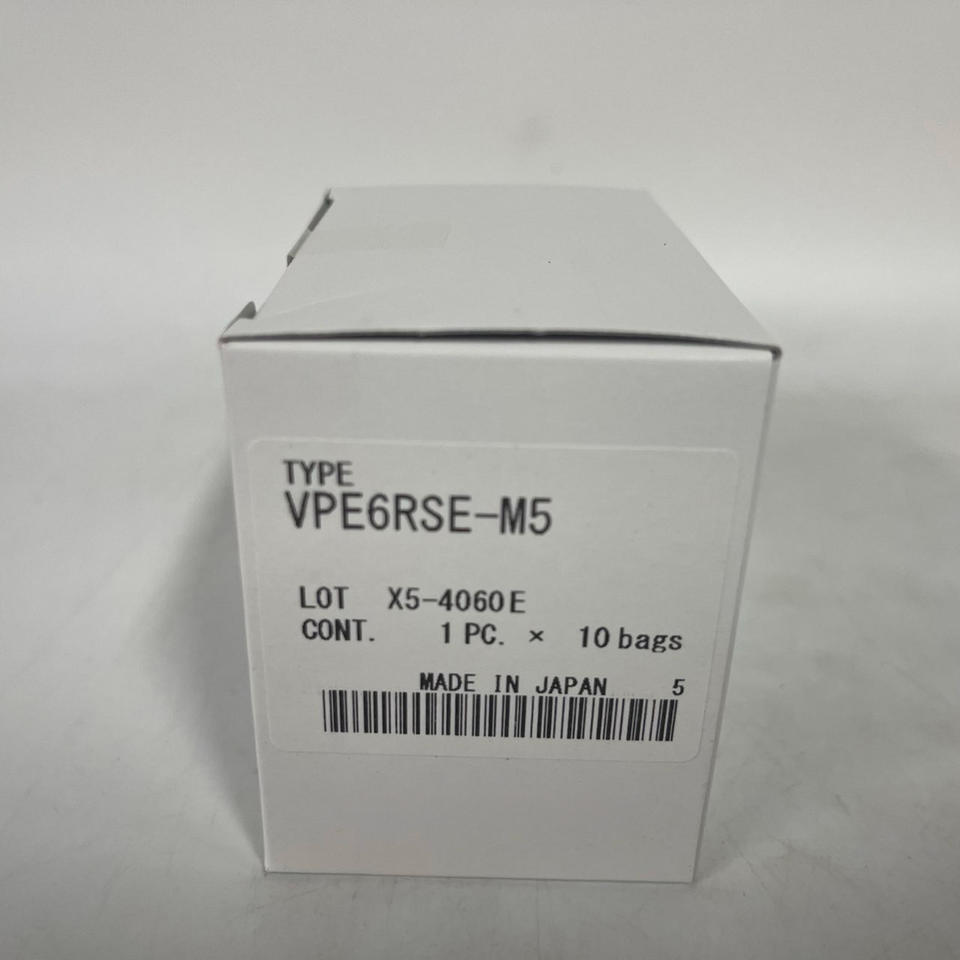 TYPE
VPE6RSE-M5
LOT X5-4060E
CONT. 1 PC. × 10 bags
MADE IN JAPAN 5